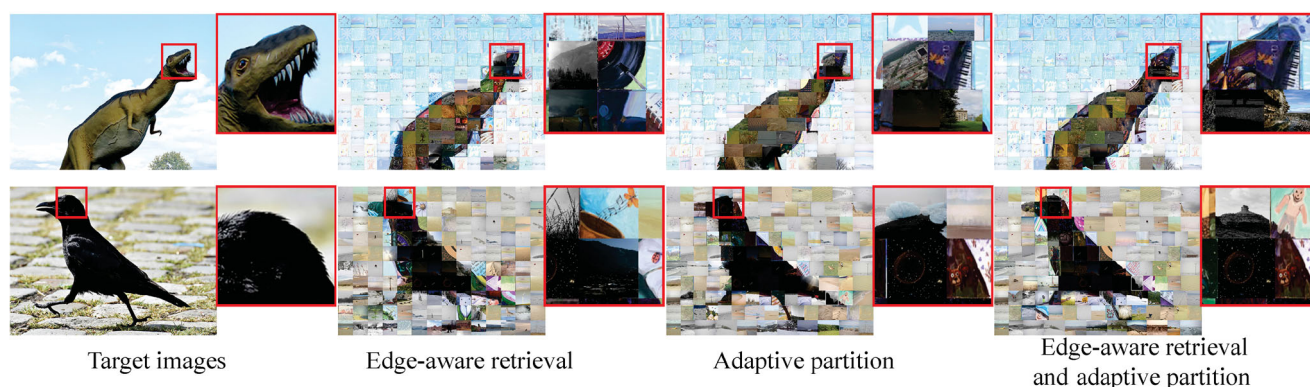 Target images
Edge-aware retrieval
Adaptive partition
Edge-aware retrieval
and adaptive partition